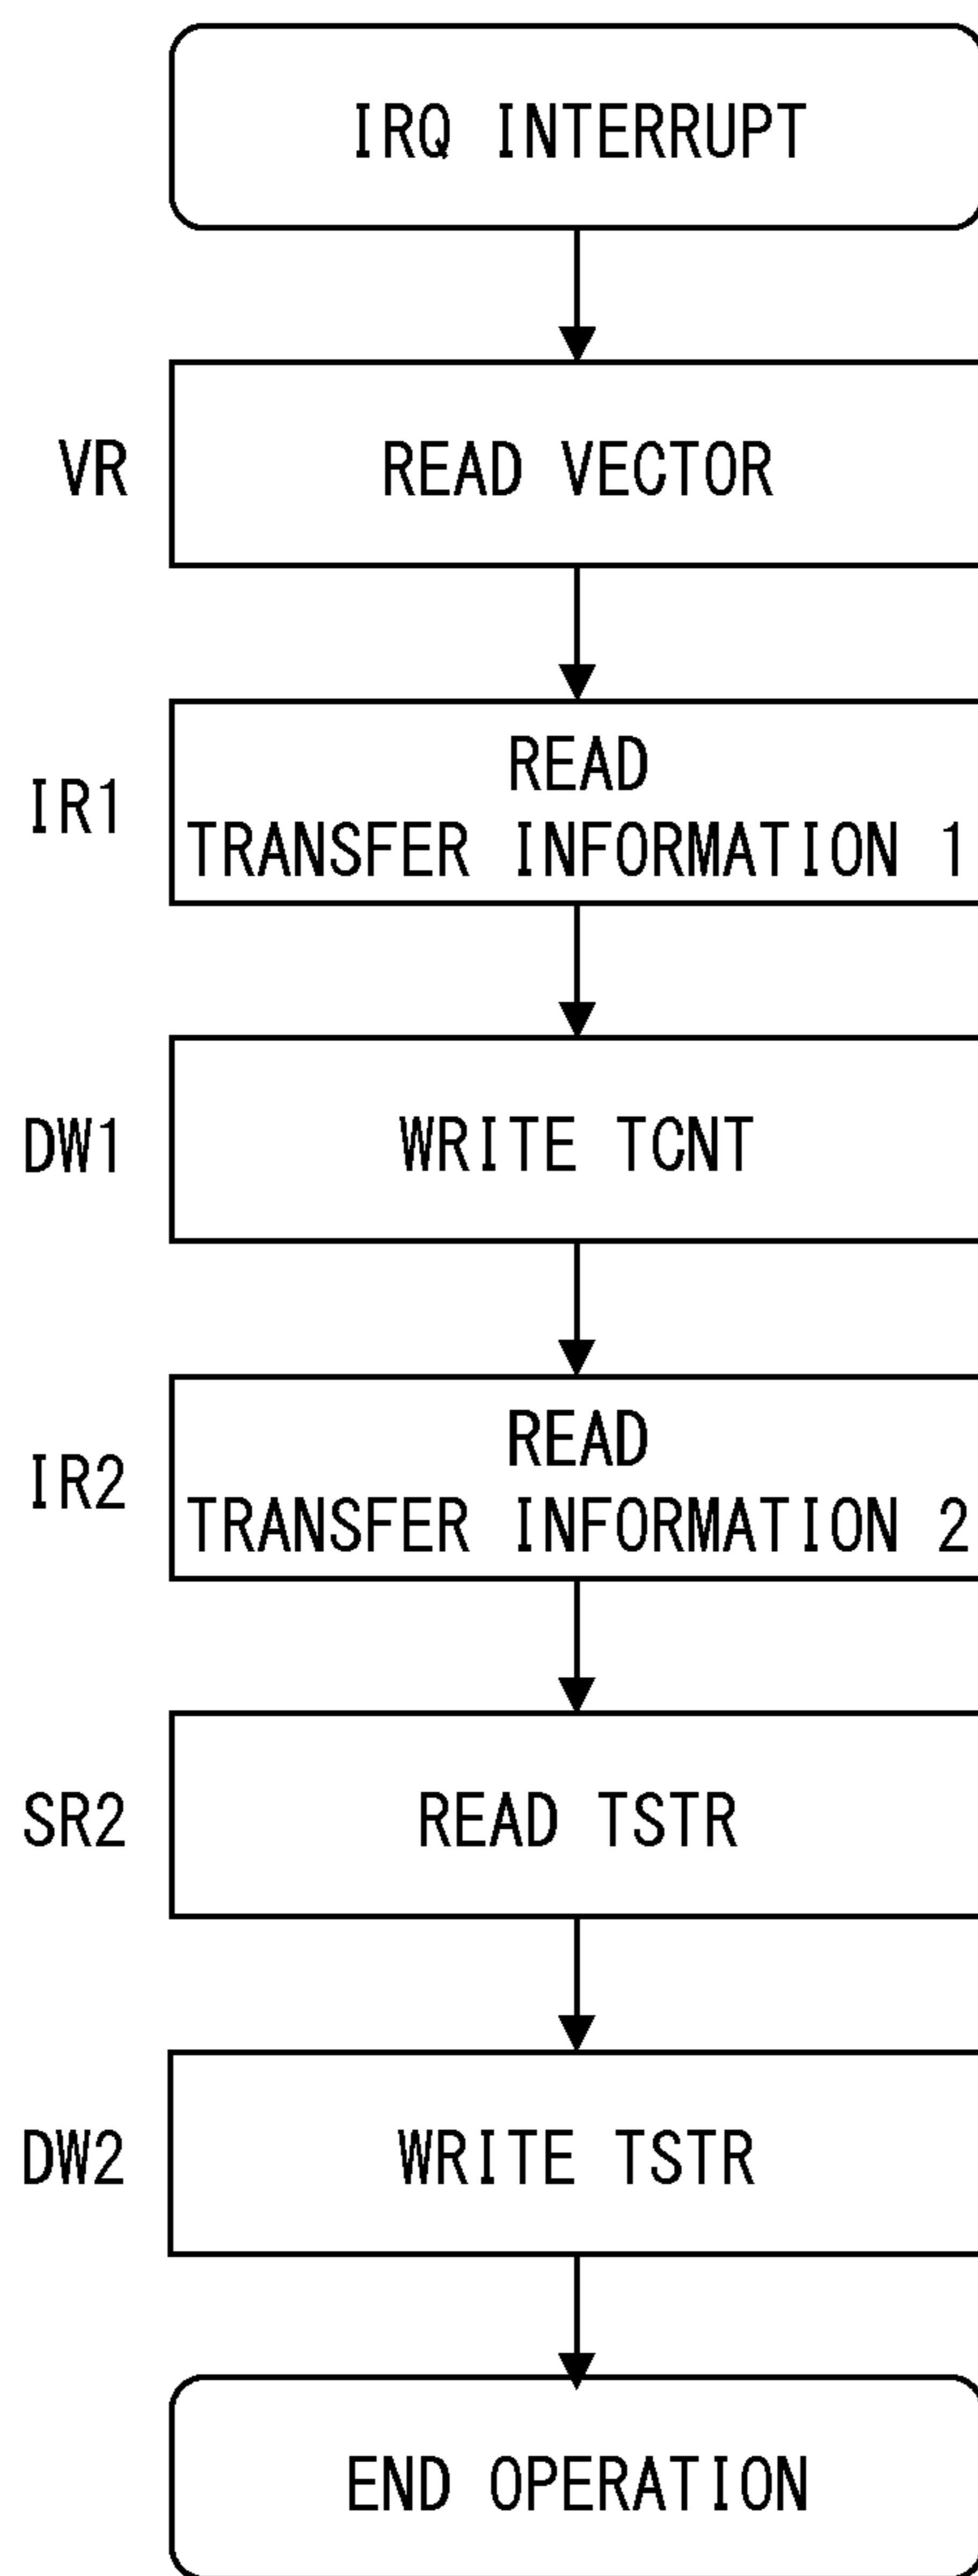 IRQ INTERRUPT
VR
READ VECTOR
IR1
READ
TRANSFER INFORMATION 1
DW1
WRITE TCNT
IR2
READ
TRANSFER INFORMATION 2
SR2
READ TSTR
DW2
WRITE TSTR
END OPERATION